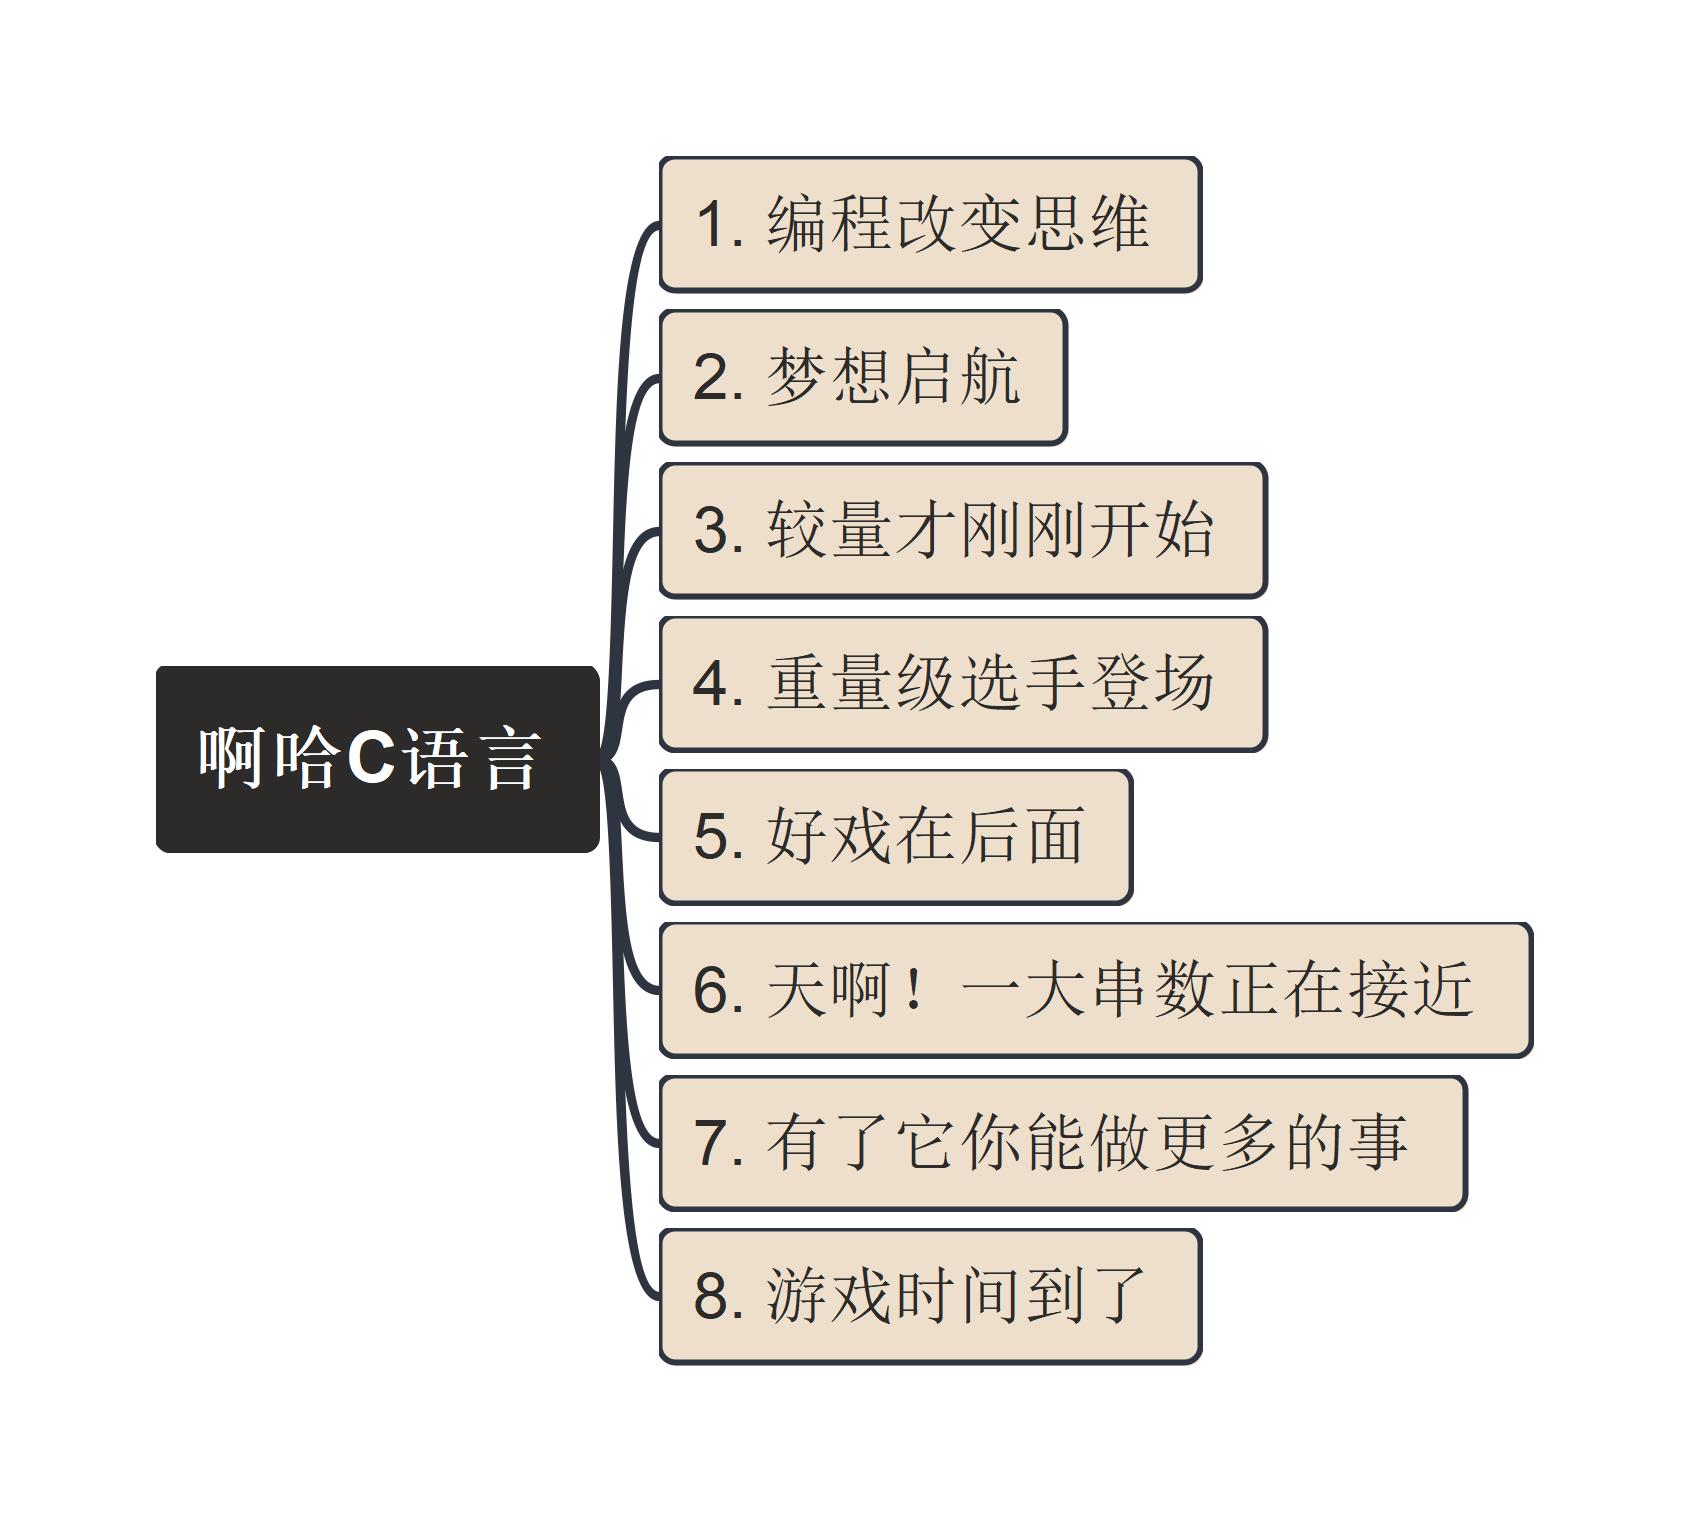 啊哈C语言
1. 编程改变思维
2. 梦想启航
3. 较量才刚刚开始
4. 重量级选手登场
5. 好戏在后面
6. 天啊！一大串数正在接近
7. 有了它你能做更多的事
8. 游戏时间到了